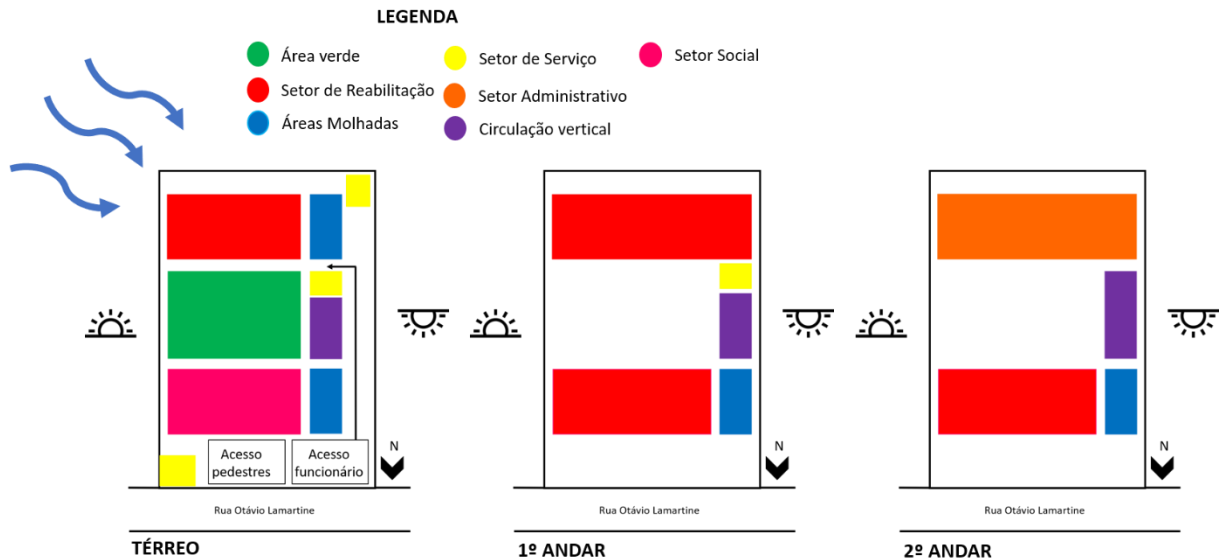 LEGENDA
Área verde
Setor de Serviço
Setor Social
Setor de Reabilitação
Setor Administrativo
Áreas Molhadas
Circulação vertical
Acesso
pedestres
Acesso
funcionário
N
N
N
Rua Otávio Lamartine
Rua Otávio Lamartine
Rua Otávio Lamartine
TÉRREO
1º ANDAR
2º ANDAR